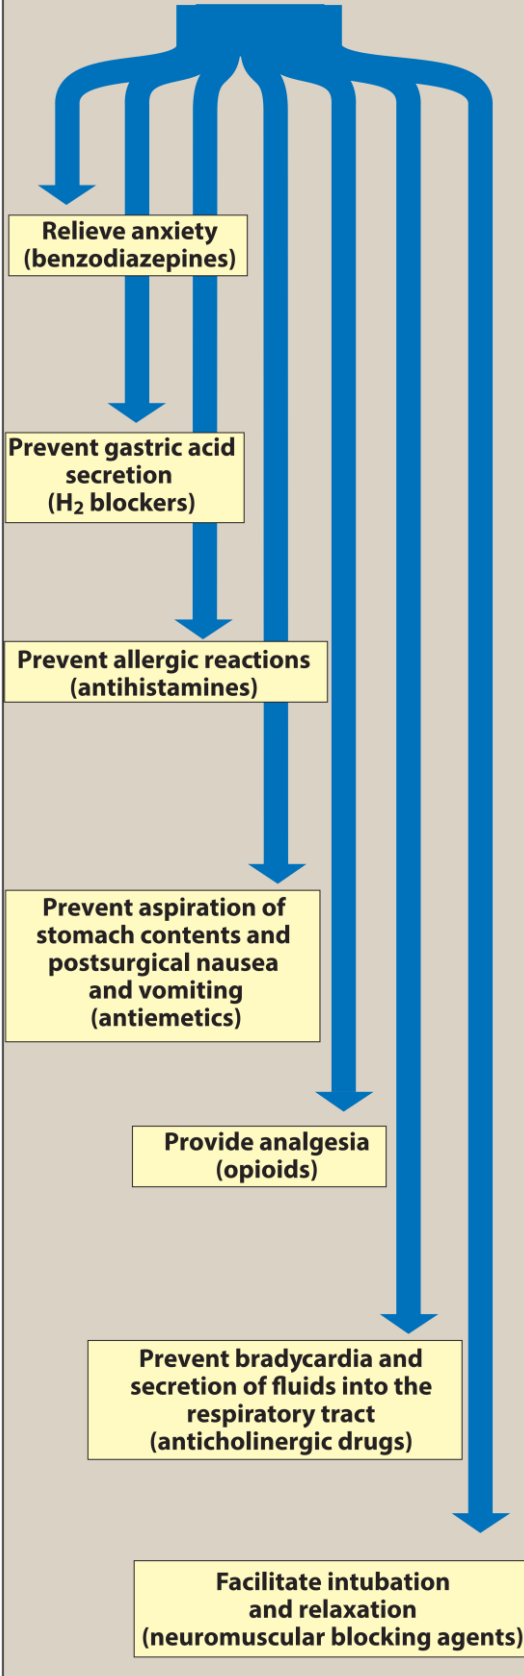 Relieve anxiety
(benzodiazepines)
Prevent gastric acid
secretion
(H₂ blockers)
Prevent allergic reactions
(antihistamines)
Prevent aspiration of
stomach contents and
postsurgical nausea
and vomiting
(antiemetics)
Provide analgesia
(opioids)
Prevent bradycardia and
secretion of fluids into the
respiratory tract
(anticholinergic drugs)
Facilitate intubation
and relaxation
(neuromuscular blocking agents)